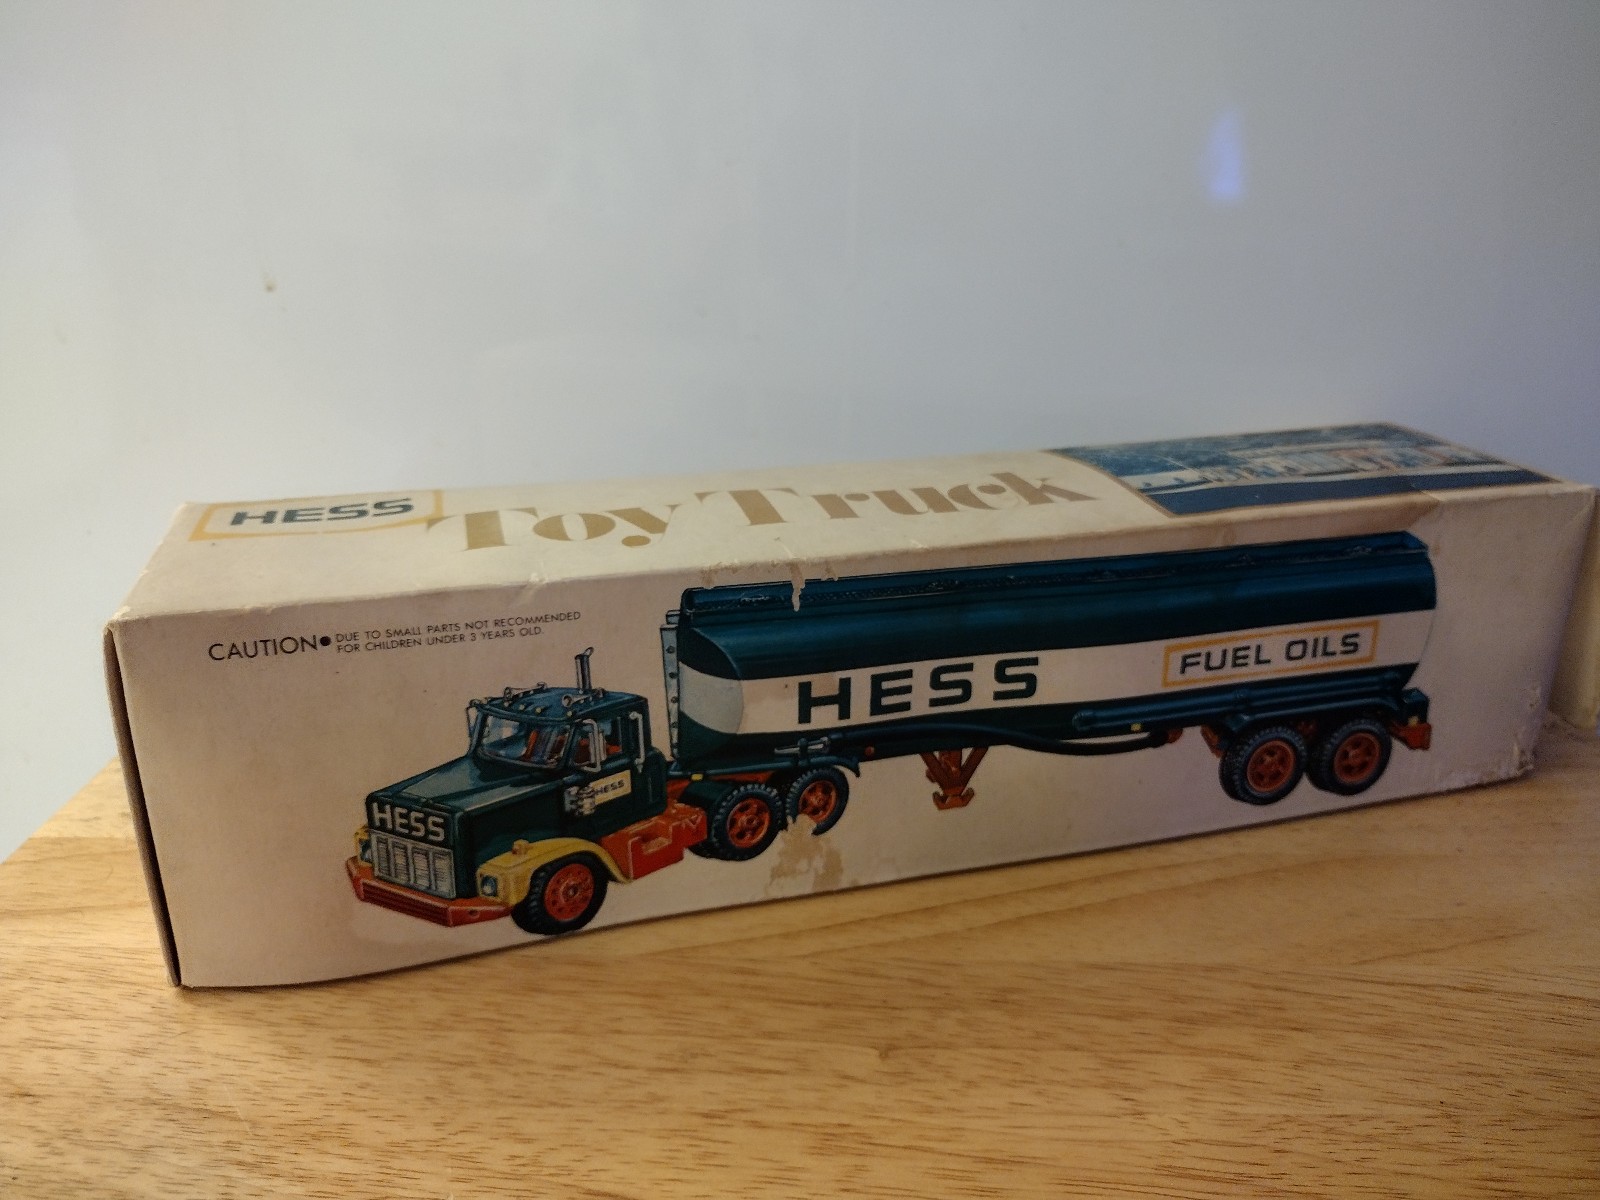 HESS
Toy Truck
CAUTION• DUE TO SMALL PARTS NOT RECOMMENDED
FOR CHILDREN UNDER 3 YEARS OLD.
HESS
FUEL OILS
HESS
HESS